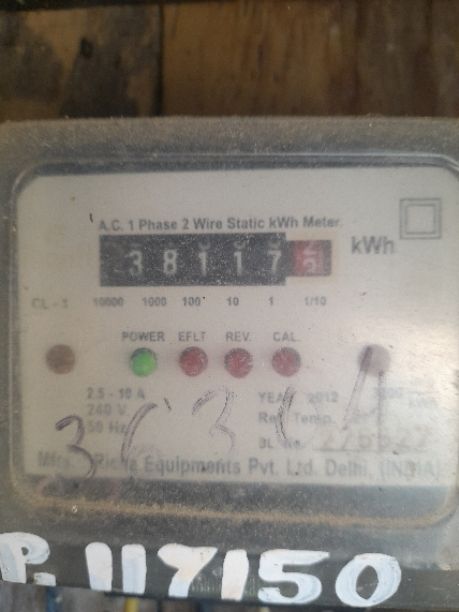 A.C. 1 Phase 2 Wire Static kWh Meter.
38117 2 kWh
CL - 1 10000 1000 100 10 1 1/10
POWER EFLT REV. CAL.
2.5 - 10 A YEAR 2012
240 V Ref. Temp.
50 Hz
Equipments Pvt. Ltd. Delhi, (INDIA)
P. 117150